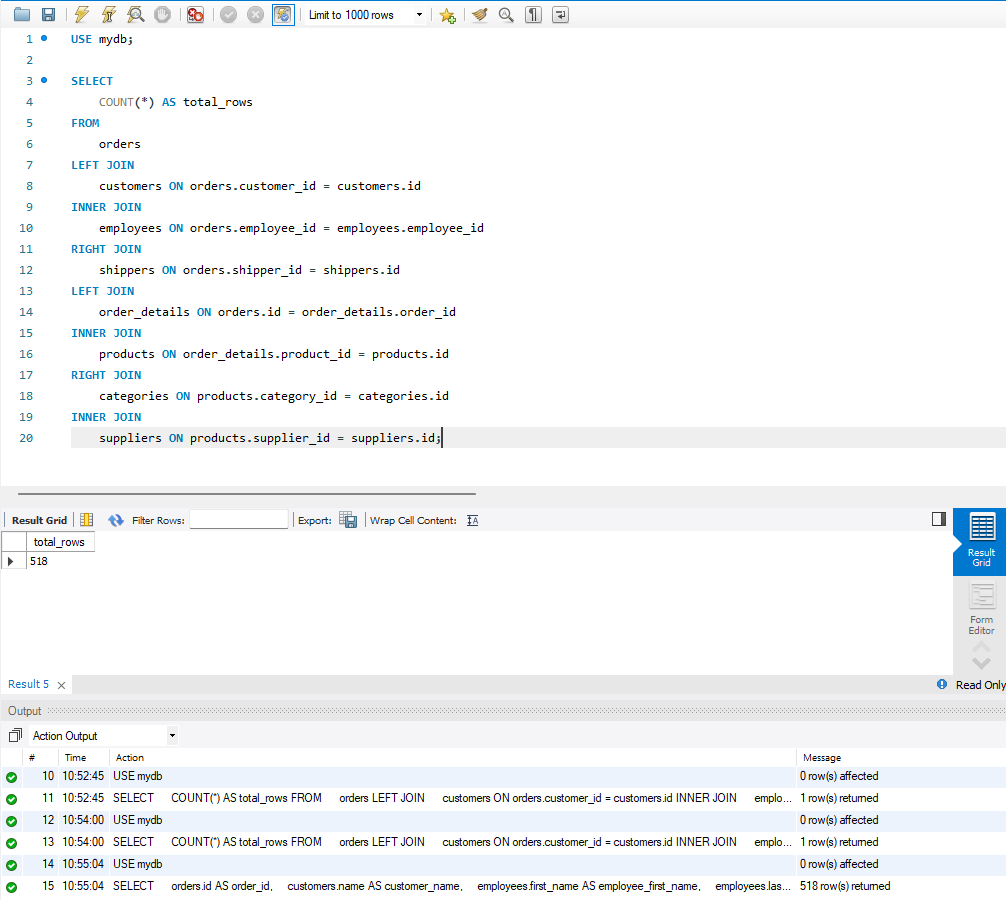 Limit to 1000 rows
1 USE mydb;
2
3 SELECT
4 COUNT(*) AS total_rows
5 FROM
6 orders
7 LEFT JOIN
8 customers ON orders.customer_id = customers.id
9 INNER JOIN
10 employees ON orders.employee_id = employees.employee_id
11 RIGHT JOIN
12 shippers ON orders.shipper_id = shippers.id
13 LEFT JOIN
14 order_details ON orders.id = order_details.order_id
15 INNER JOIN
16 products ON order_details.product_id = products.id
17 RIGHT JOIN
18 categories ON products.category_id = categories.id
19 INNER JOIN
20 suppliers ON products.supplier_id = suppliers.id;
Result Grid Filter Rows: Export: Wrap Cell Content:
total_rows
518
Result
Grid
Form
Editor
Result 5 Read Only
Output
Action Output
# Time Action Message
10 10:52:45 USE mydb 0 row(s) affected
11 10:52:45 SELECT COUNT(*) AS total_rows FROM orders LEFT JOIN customers ON orders.customer_id = customers.id INNER JOIN emplo... 1 row(s) returned
12 10:54:00 USE mydb 0 row(s) affected
13 10:54:00 SELECT COUNT(*) AS total_rows FROM orders LEFT JOIN customers ON orders.customer_id = customers.id INNER JOIN emplo... 1 row(s) returned
14 10:55:04 USE mydb 0 row(s) affected
15 10:55:04 SELECT orders.id AS order_id, customers.name AS customer_name, employees.first_name AS employee_first_name, employees.las... 518 row(s) returned